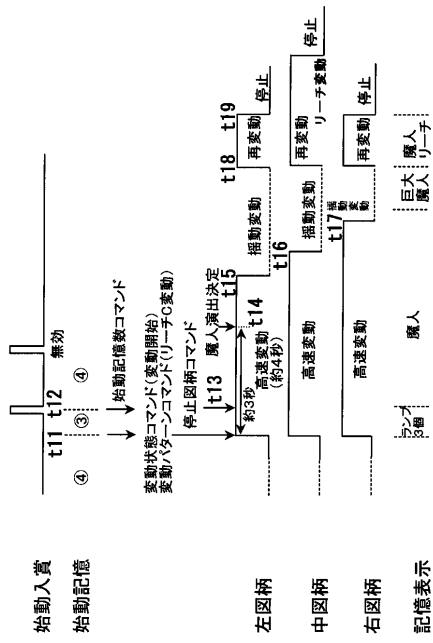 始動入賞
無効
t11 t12
始動記憶
④ ③ ④
始動記憶数コマンド
変動状態コマンド(変動開始)
変動パターンコマンド(リーチC変動)
停止図柄コマンド
t13
魔人演出決定
約3秒
t14
左図柄
高速変動
(約4秒)
t15
揺動変動
t18
再変動
t19
停止
中図柄
高速変動
t16
揺動変動
再変動
リーチ変動
停止
右図柄
高速変動
t17
揺動変動
再変動
停止
記憶表示
ランプ
3個
魔人
巨大
魔人
魔人
リーチ